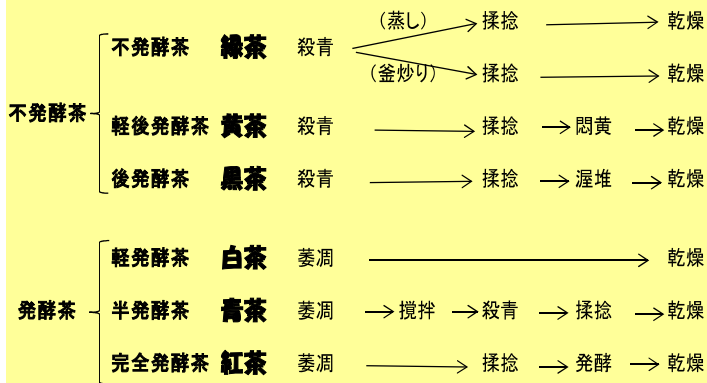 (蒸し) 揉捻 乾燥
不発酵茶 緑茶 殺青
(釜炒り) 揉捻 乾燥
不発酵茶
軽後発酵茶 黄茶 殺青 揉捻 悶黄 乾燥
後発酵茶 黒茶 殺青 揉捻 渥堆 乾燥
軽発酵茶 白茶 萎凋 乾燥
発酵茶 半発酵茶 青茶 萎凋 撹拌 殺青 揉捻 乾燥
完全発酵茶 紅茶 萎凋 揉捻 発酵 乾燥